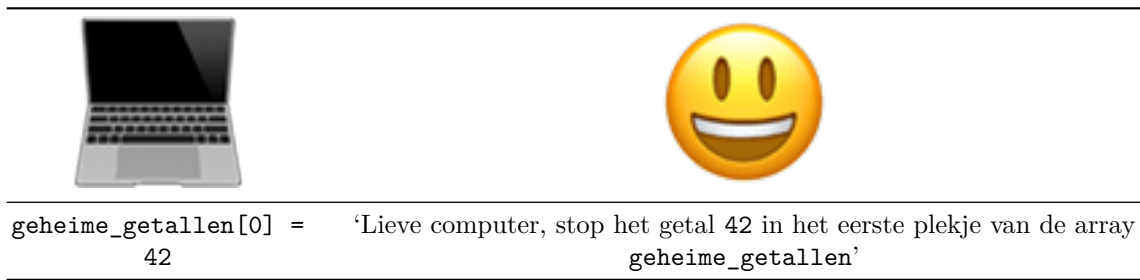 geheime_getallen[0] =
42
‘Lieve computer, stop het getal 42 in het eerste plekje van de array
geheime_getallen’